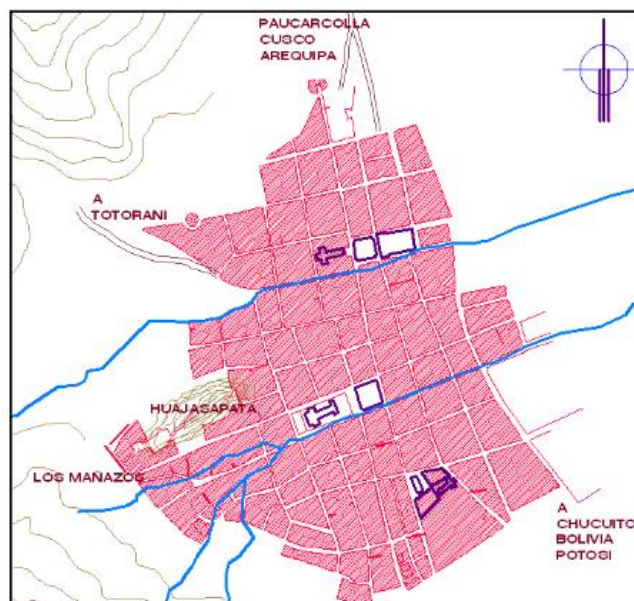 PAUCARCOLLA
CUSCO
AREQUIPA
A
TOTORANI
HUAJASAPATA
LOS MAÑAZOS
A
CHUCUITO
BOLIVIA
POTOSI